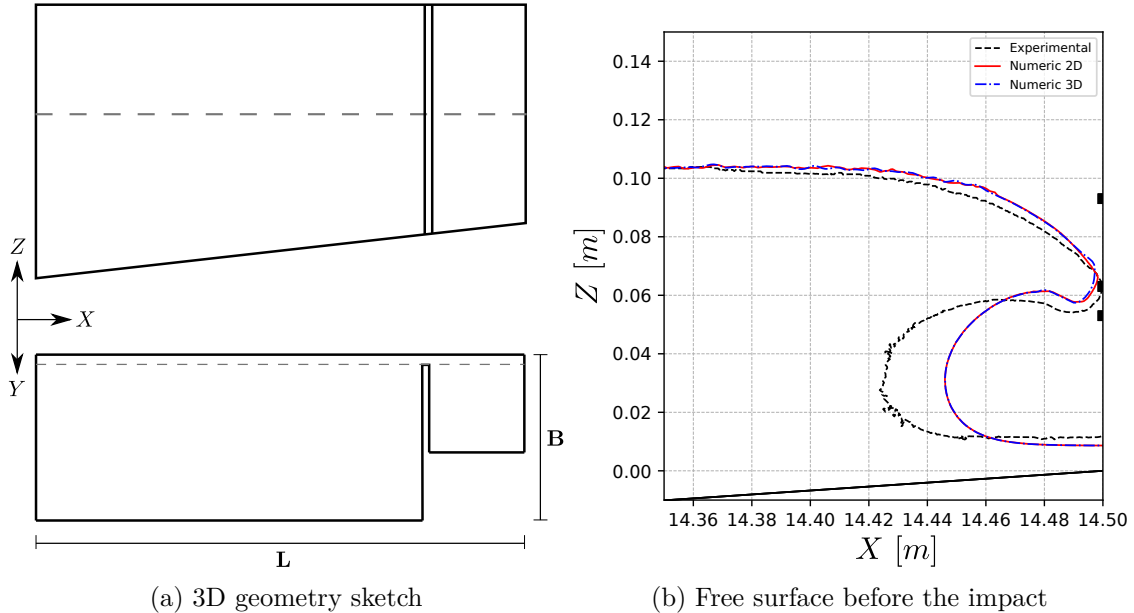 Z
X
Y
B
L
(a) 3D geometry sketch
Experimental
Numeric 2D
Numeric 3D
0.14
0.12
0.10
0.08
0.06
0.04
0.02
0.00
Z [m]
14.36 14.38 14.40 14.42 14.44 14.46 14.48 14.50
X [m]
(b) Free surface before the impact